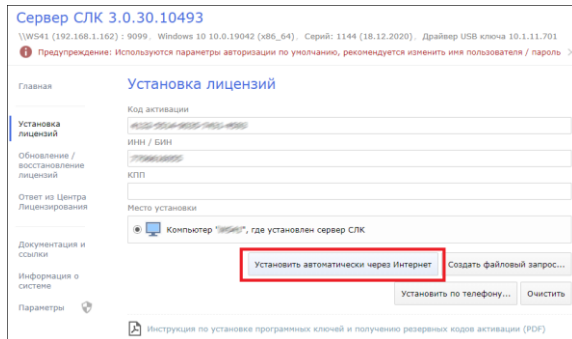 Сервер СЛК 3.0.30.10493
\\WS41 (192.168.1.162) : 9099, Windows 10 10.0.19042 (x86_64), Серий: 1144 (18.12.2020), Драйвер USB ключа 10.1.11.701
Предупреждение: Используются параметры авторизации по умолчанию, рекомендуется изменить имя пользователя / пароль
Главная
Установка лицензий
Обновление / восстановление лицензий
Ответ из Центра Лицензирования
Документация и ссылки
Информация о системе
Параметры
Установка лицензий
Код активации
ИНН / БИН
КПП
Место установки
Компьютер " ", где установлен сервер СЛК
Установить автоматически через Интернет
Создать файловый запрос...
Установить по телефону...
Очистить
Инструкция по установке программных ключей и получению резервных кодов активации (PDF)